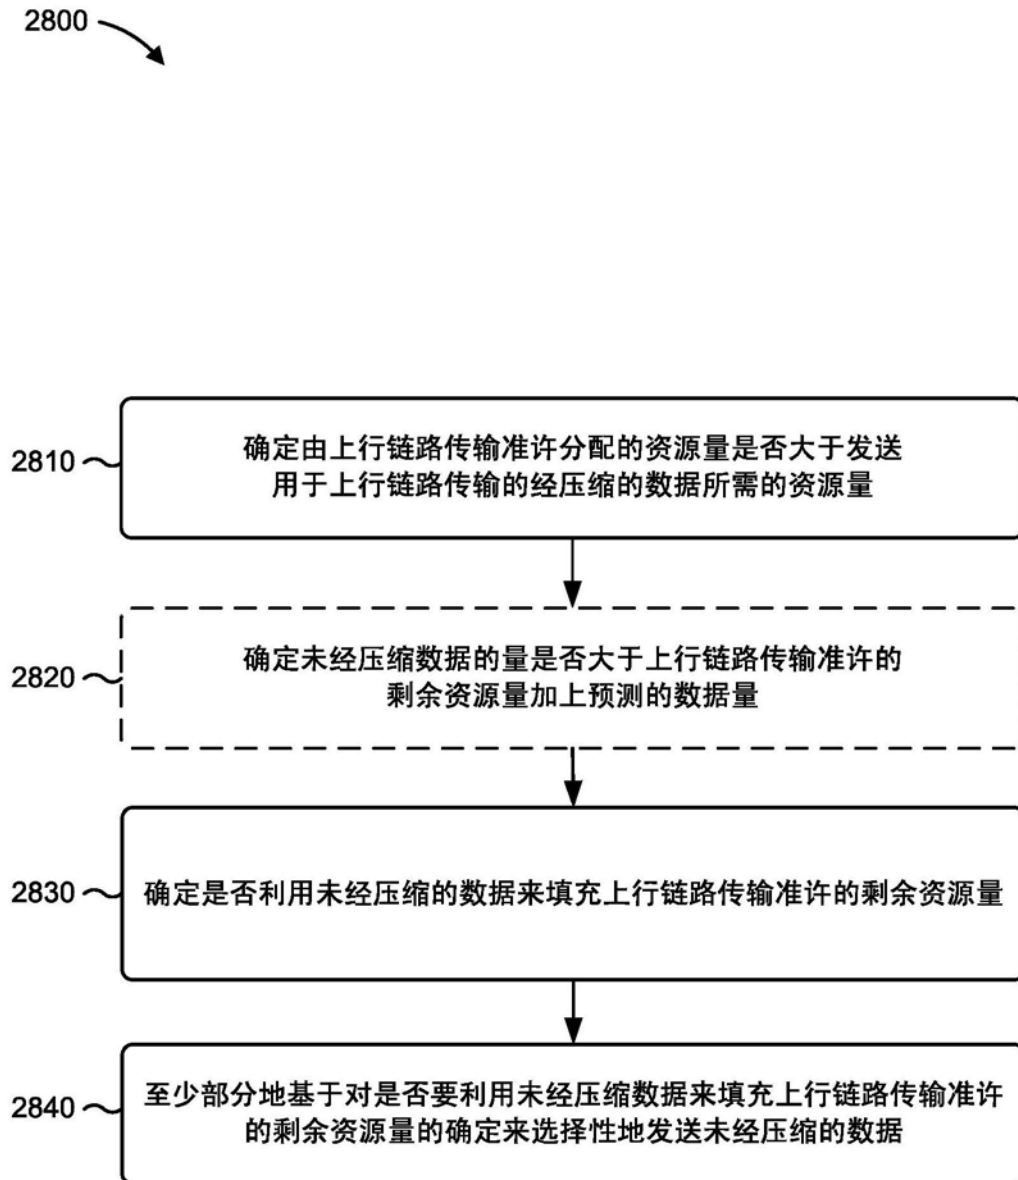 2800
2810
确定由上行链路传输准许分配的资源量是否大于发送
用于上行链路传输的经压缩的数据所需的资源量
2820
确定未经压缩数据的量是否大于上行链路传输准许的
剩余资源量加上预测的数据量
2830
确定是否利用未经压缩的数据来填充上行链路传输准许的剩余资源量
2840
至少部分地基于对是否要利用未经压缩数据来填充上行链路传输准许
的剩余资源量的确定来选择性地发送未经压缩的数据